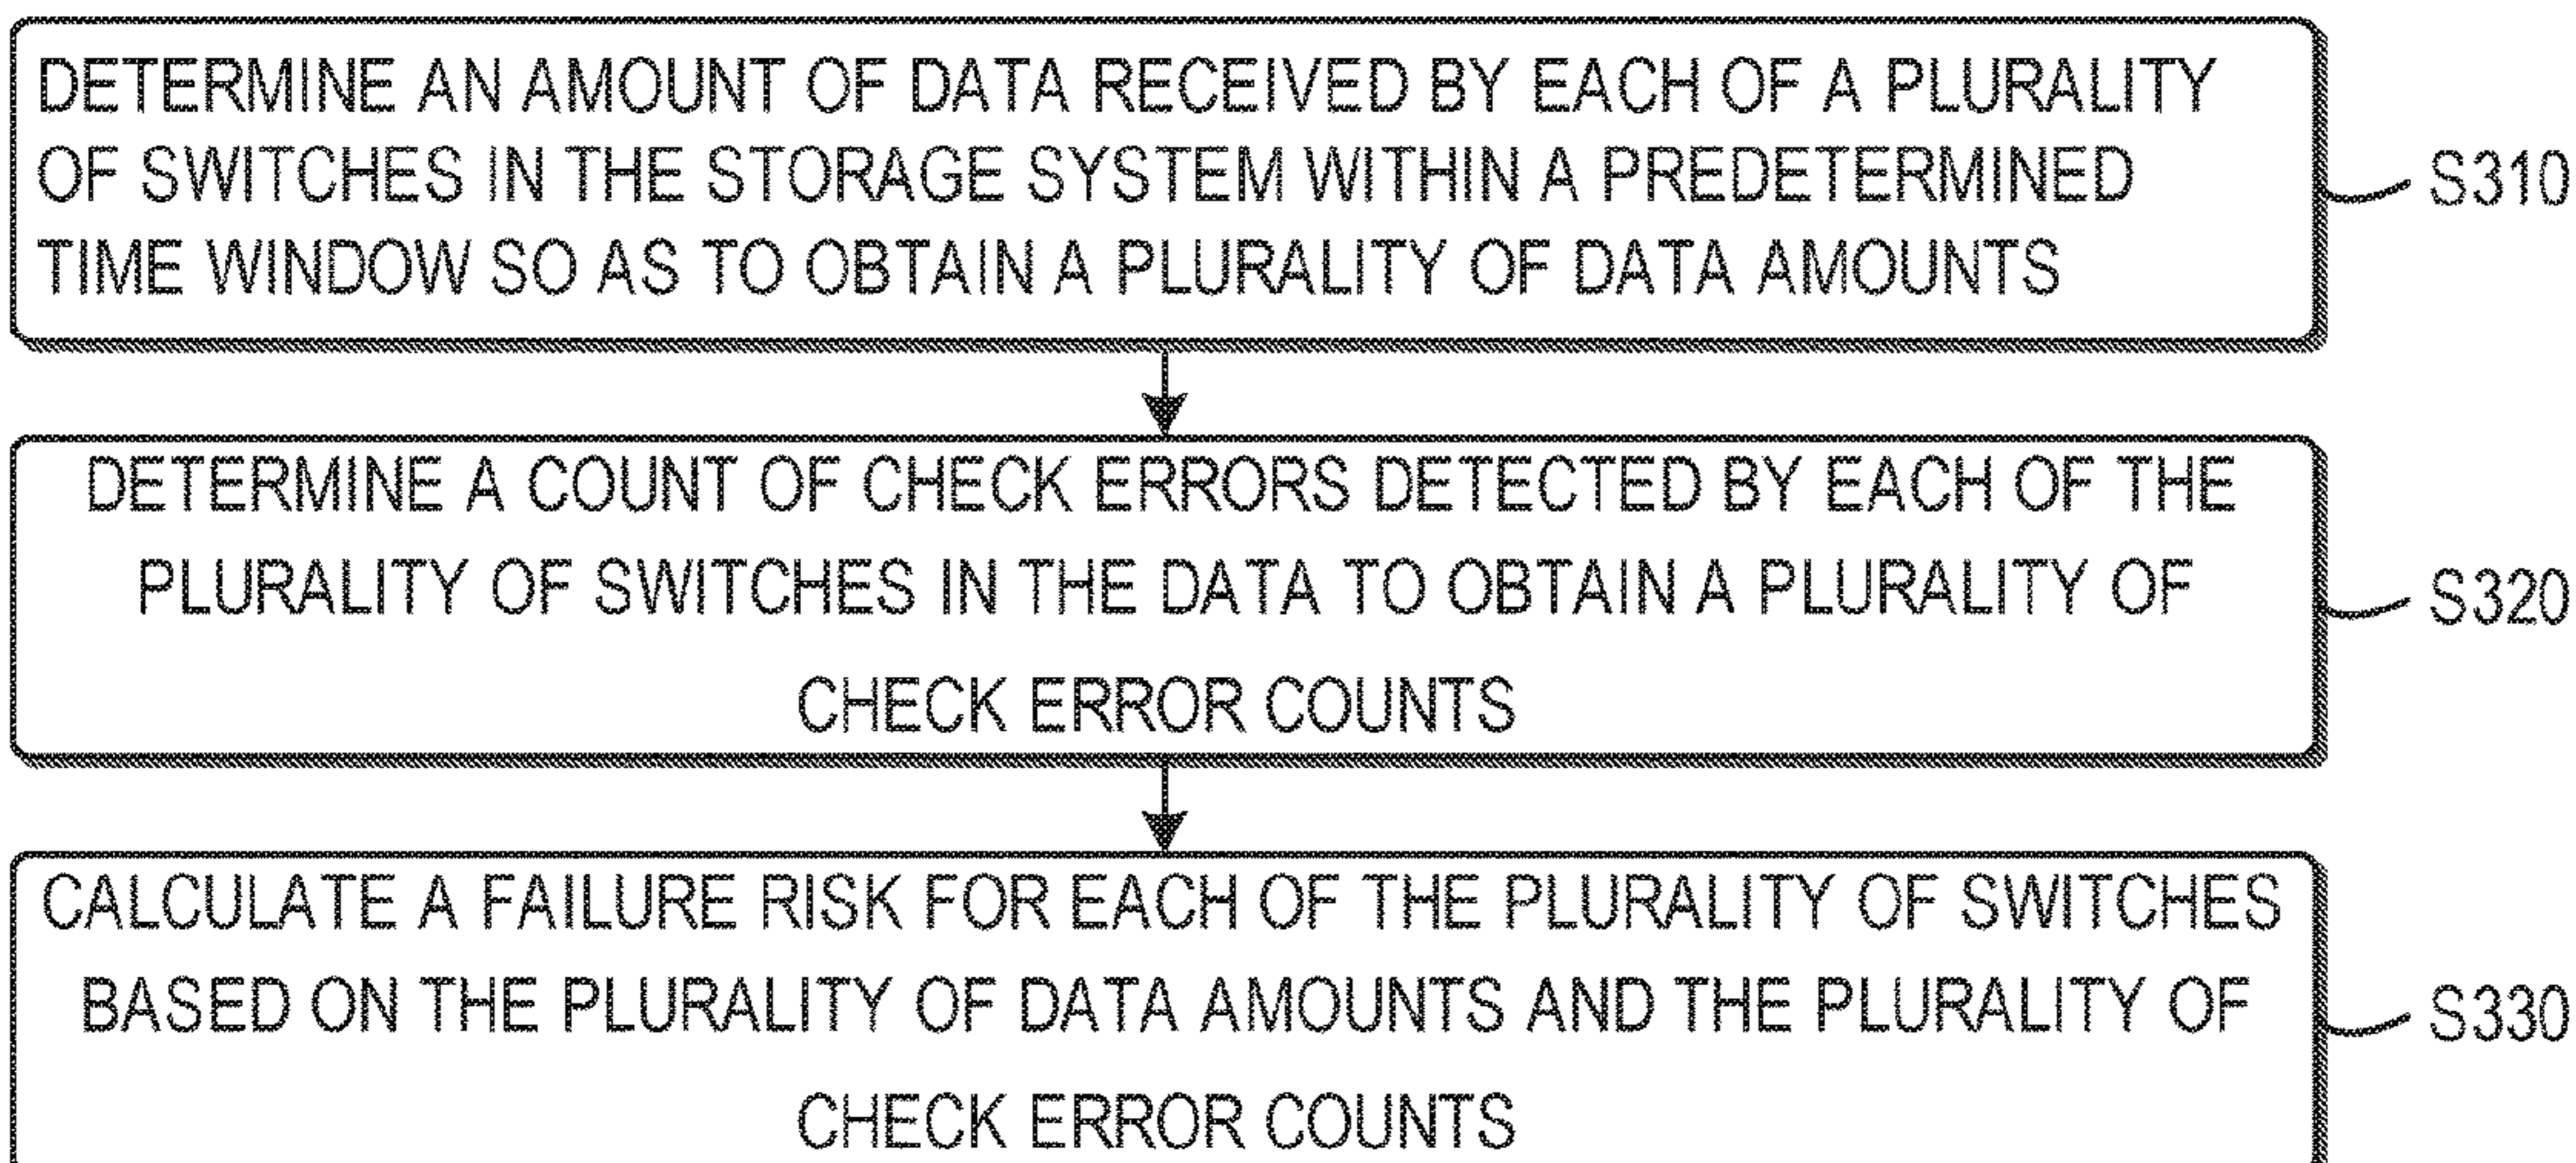 DETERMINE AN AMOUNT OF DATA RECEIVED BY EACH OF A PLURALITY
OF SWITCHES IN THE STORAGE SYSTEM WITHIN A PREDETERMINED
TIME WINDOW SO AS TO OBTAIN A PLURALITY OF DATA AMOUNTS
S310
DETERMINE A COUNT OF CHECK ERRORS DETECTED BY EACH OF THE
PLURALITY OF SWITCHES IN THE DATA TO OBTAIN A PLURALITY OF
CHECK ERROR COUNTS
S320
CALCULATE A FAILURE RISK FOR EACH OF THE PLURALITY OF SWITCHES
BASED ON THE PLURALITY OF DATA AMOUNTS AND THE PLURALITY OF
CHECK ERROR COUNTS
S330